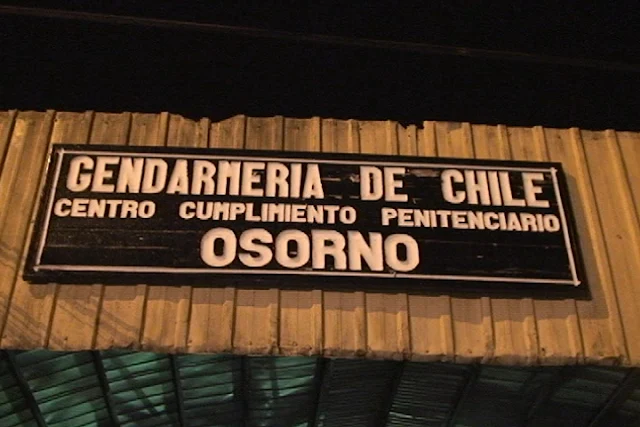 GENDARMERIA DE CHILE
CENTRO CUMPLIMIENTO PENITENCIARIO
OSORNO